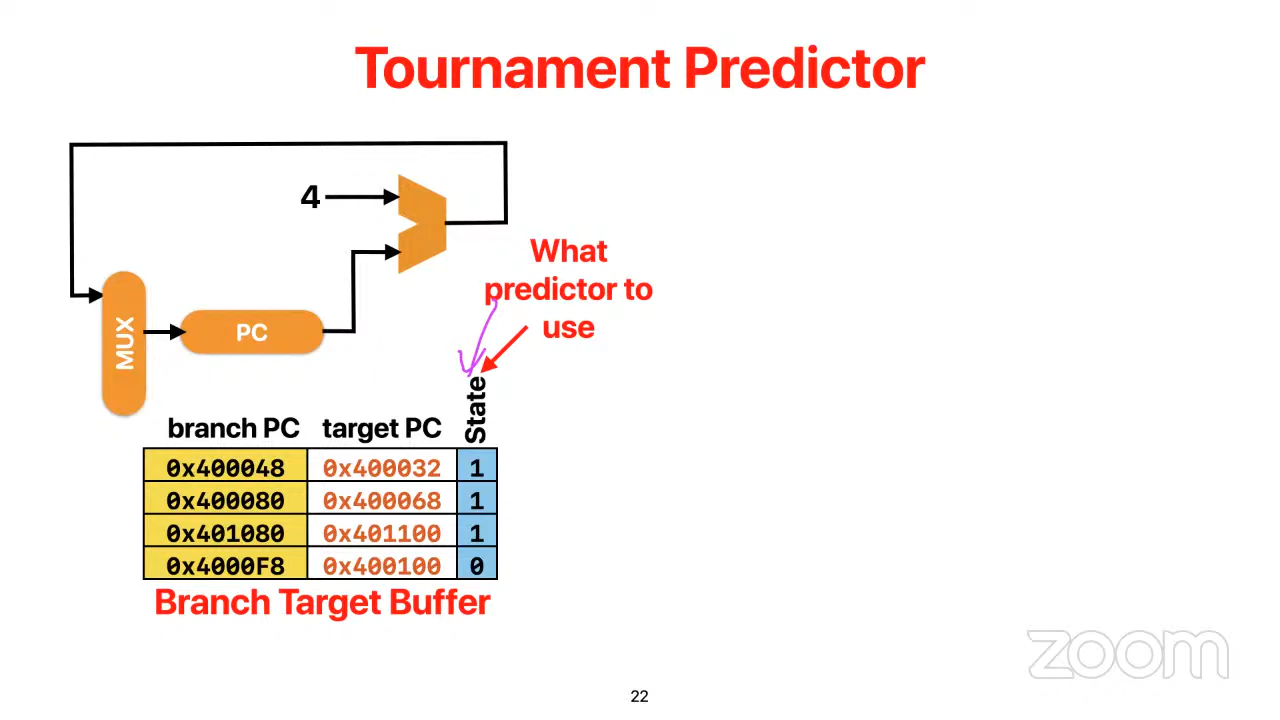 Tournament Predictor
4
What
predictor to
use
MUX
PC
branch PC target PC State
0x400048 0x400032 1
0x400080 0x400068 1
0x401080 0x401100 1
0x4000F8 0x400100 0
Branch Target Buffer
zoom
22